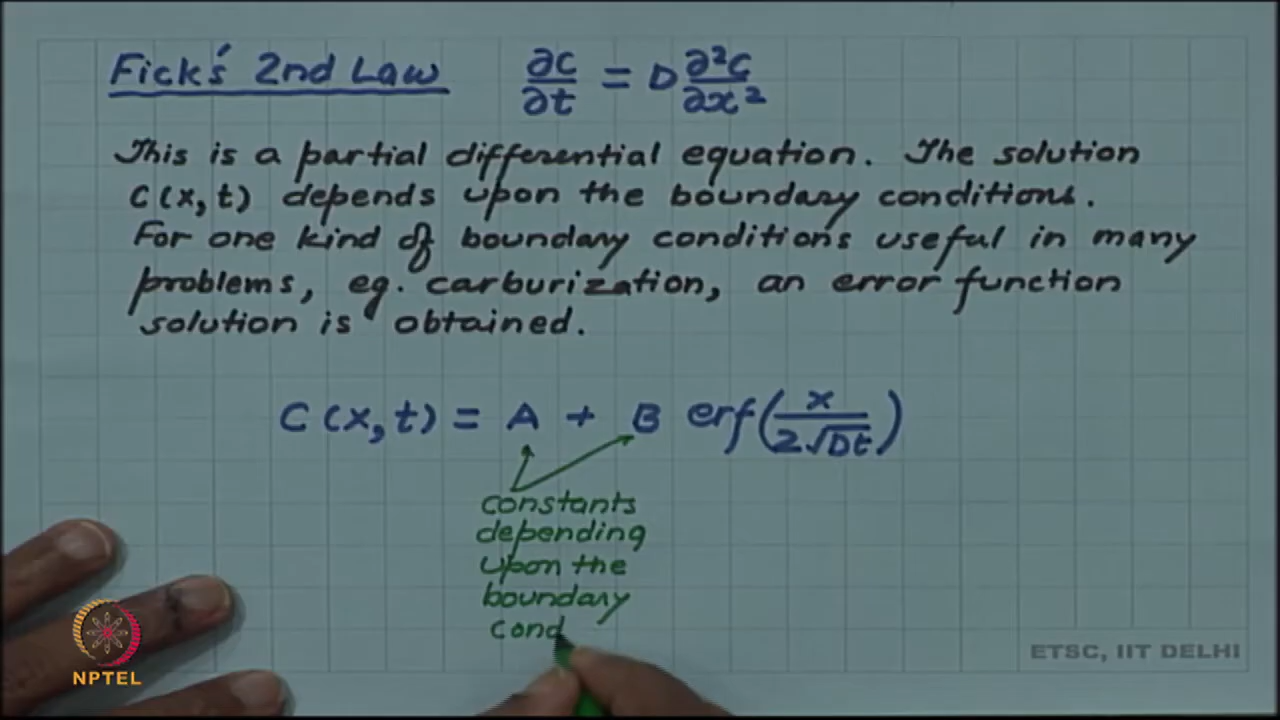 Fick's 2nd Law ∂C/∂t = D ∂²C/∂x²
This is a partial differential equation. The solution
C(x,t) depends upon the boundary conditions.
For one kind of boundary conditions useful in many
problems, eg. carburization, an error function
solution is obtained.
C(x,t) = A + B erf(x/2√Dt)
constants
depending
upon the
boundary
cond
NPTEL
ETSC, IIT DELHI